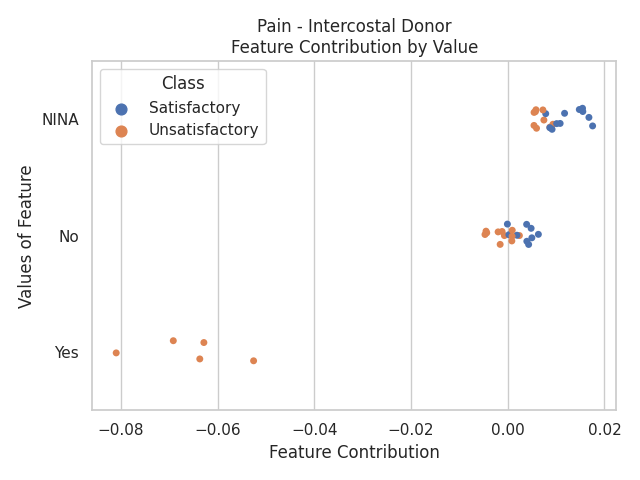 Pain - Intercostal Donor
Feature Contribution by Value
Class
Satisfactory
Unsatisfactory
NINA
No
Yes
Values of Feature
−0.08
−0.06
−0.04
−0.02
0.00
0.02
Feature Contribution